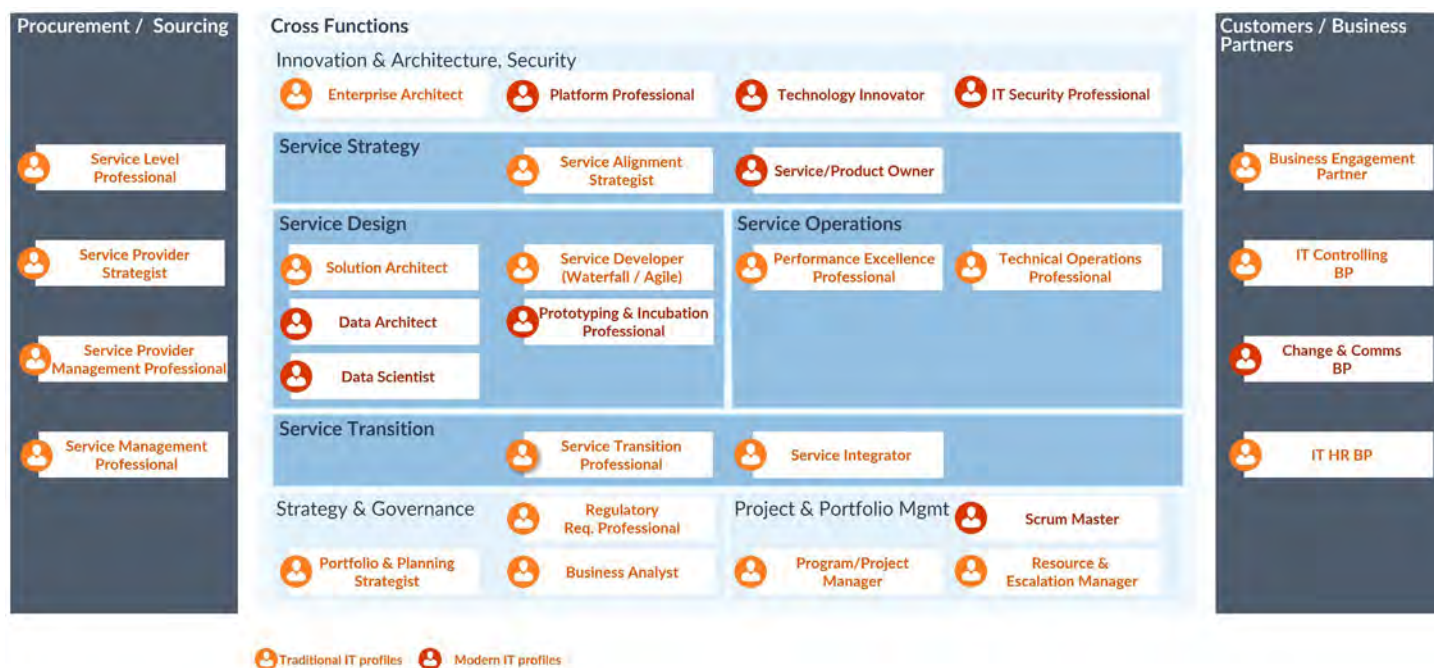 Procurement / Sourcing
Service Level
Professional
Service Provider
Strategist
Service Provider
Management Professional
Service Management
Professional
Cross Functions
Innovation & Architecture, Security
Enterprise Architect
Platform Professional
Technology Innovator
IT Security Professional
Service Strategy
Service Alignment
Strategist
Service/Product Owner
Service Design
Solution Architect
Service Developer
(Waterfall / Agile)
Data Architect
Prototyping & Incubation
Professional
Data Scientist
Service Operations
Performance Excellence
Professional
Technical Operations
Professional
Service Transition
Service Transition
Professional
Service Integrator
Strategy & Governance
Regulatory
Req. Professional
Portfolio & Planning
Strategist
Business Analyst
Project & Portfolio Mgmt
Scrum Master
Program/Project
Manager
Resource &
Escalation Manager
Customers / Business
Partners
Business Engagement
Partner
IT Controlling
BP
Change & Comms
BP
IT HR BP
Traditional IT profiles
Modern IT profiles